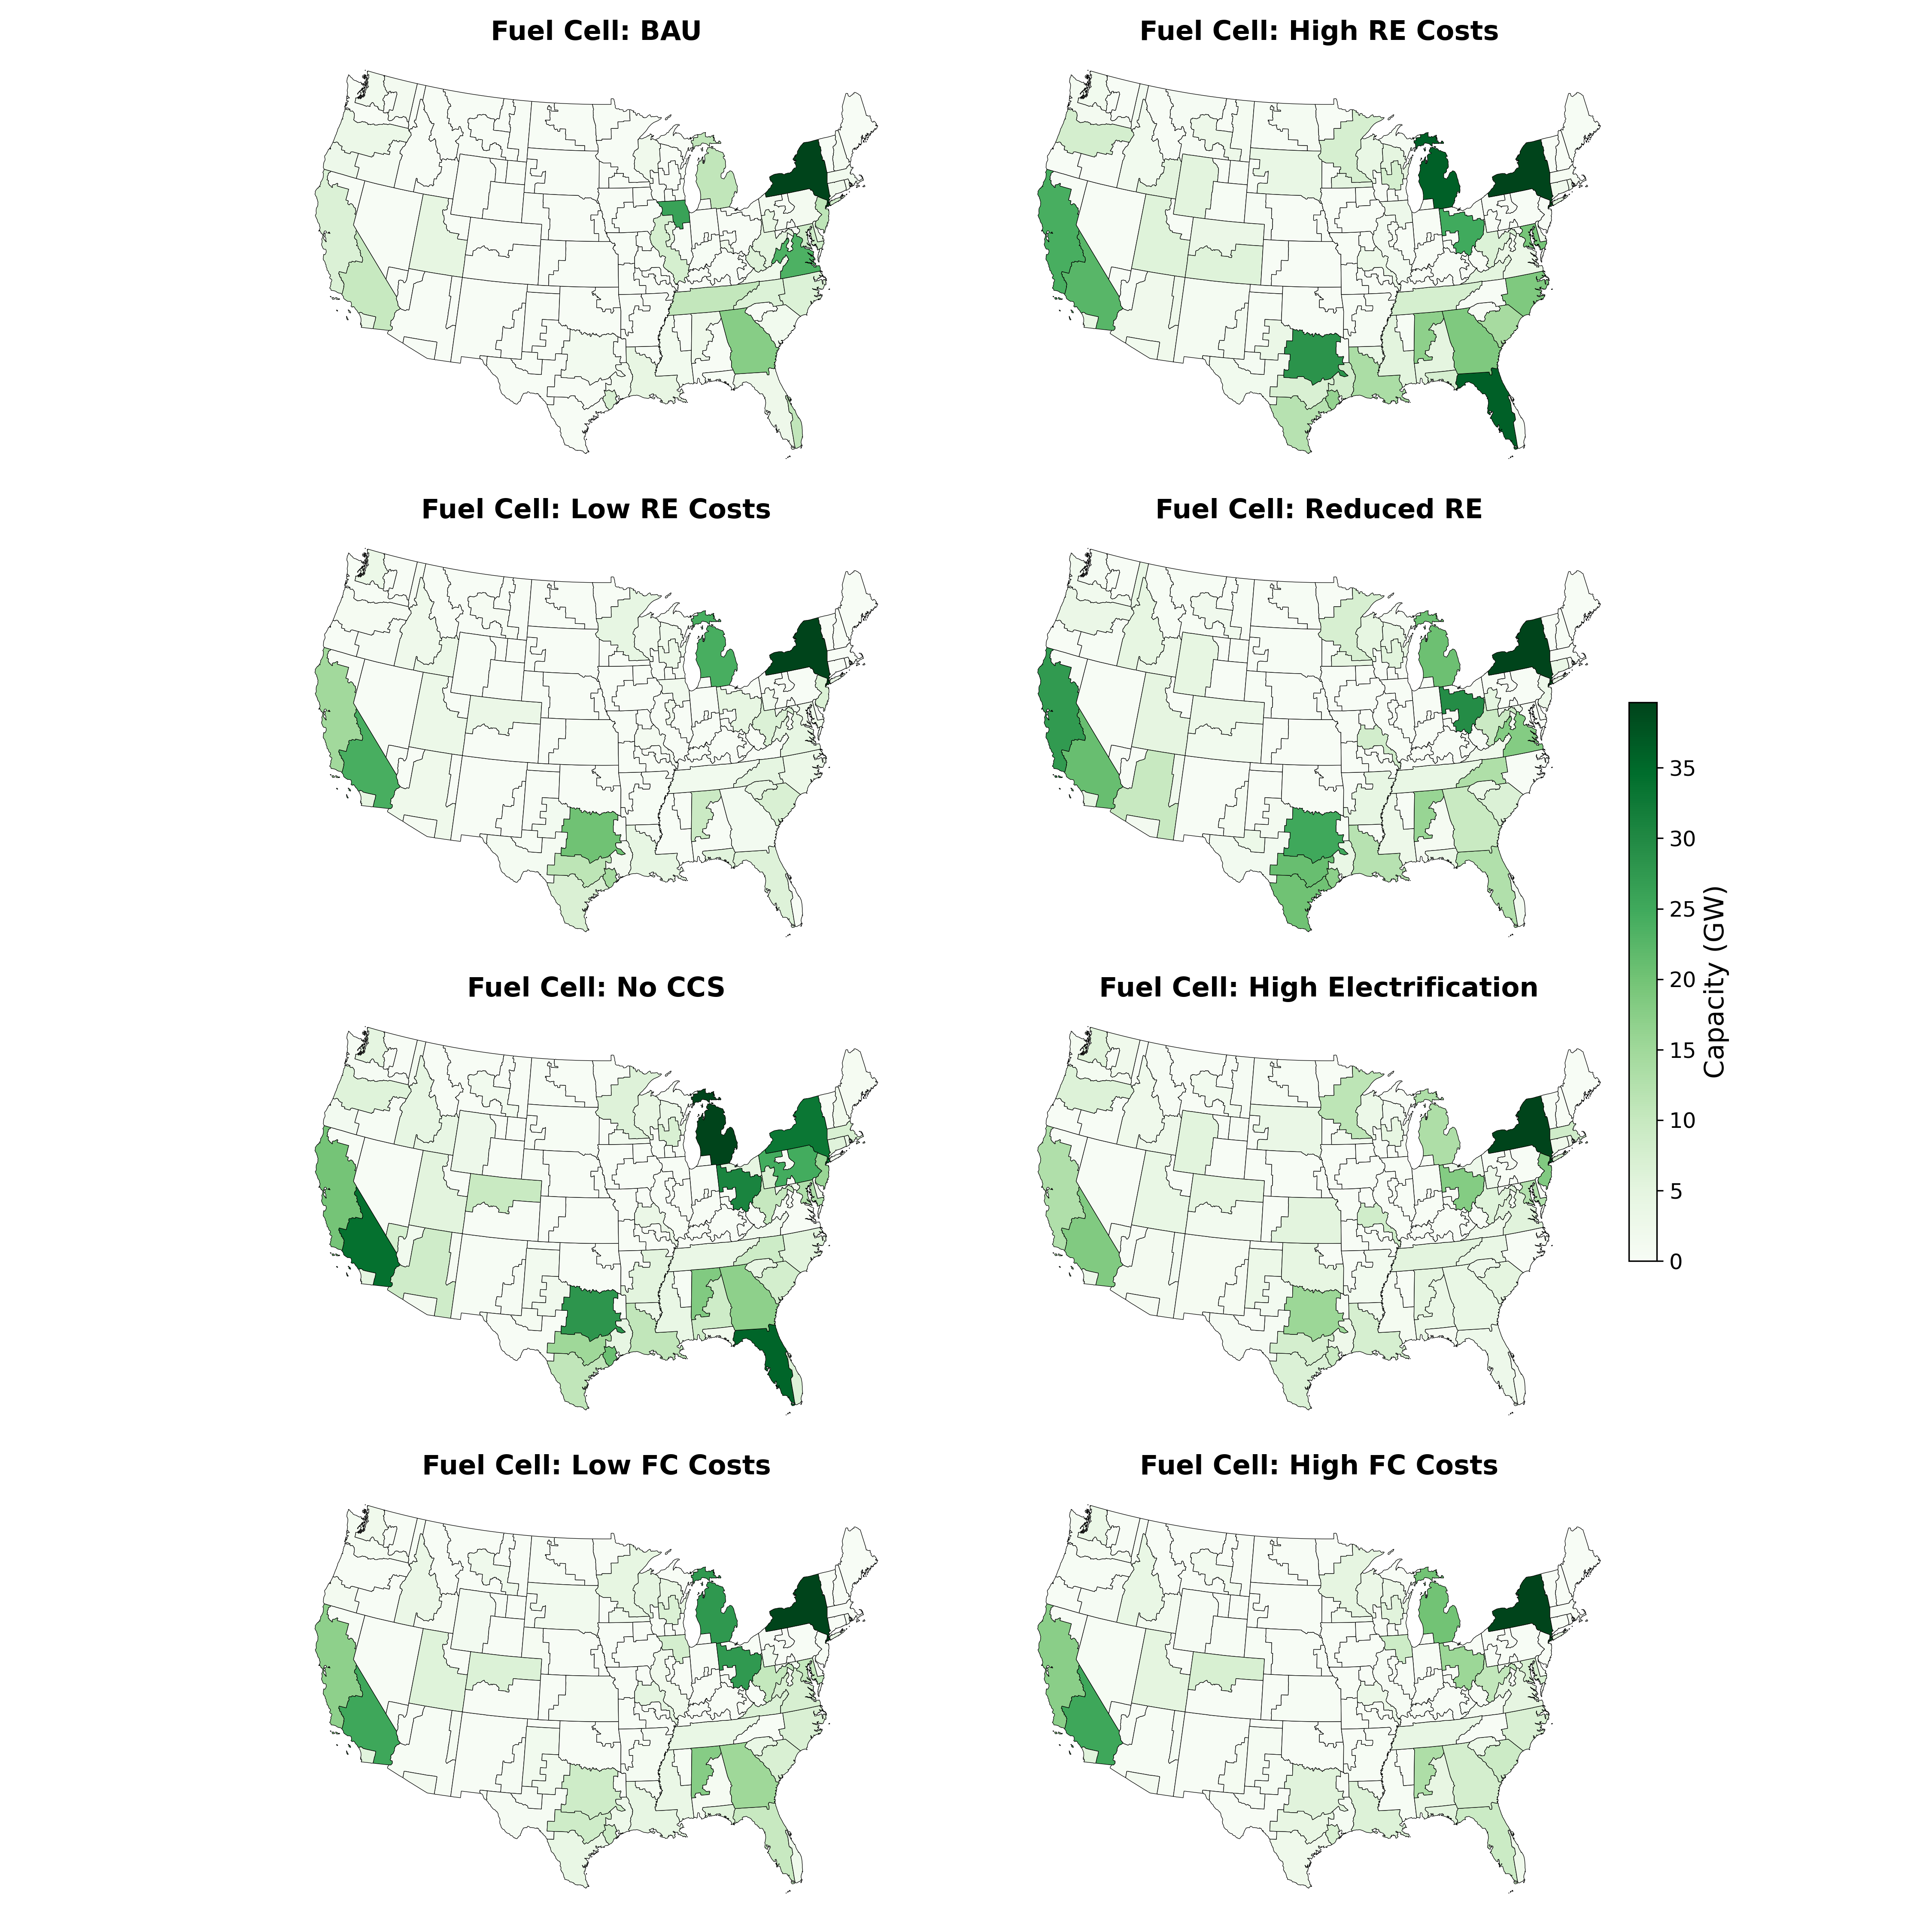 Fuel Cell: BAU
Fuel Cell: High RE Costs
Fuel Cell: Low RE Costs
Fuel Cell: Reduced RE
Fuel Cell: No CCS
Fuel Cell: High Electrification
Fuel Cell: Low FC Costs
Fuel Cell: High FC Costs
35
30
25
20
15
10
5
0
Capacity (GW)